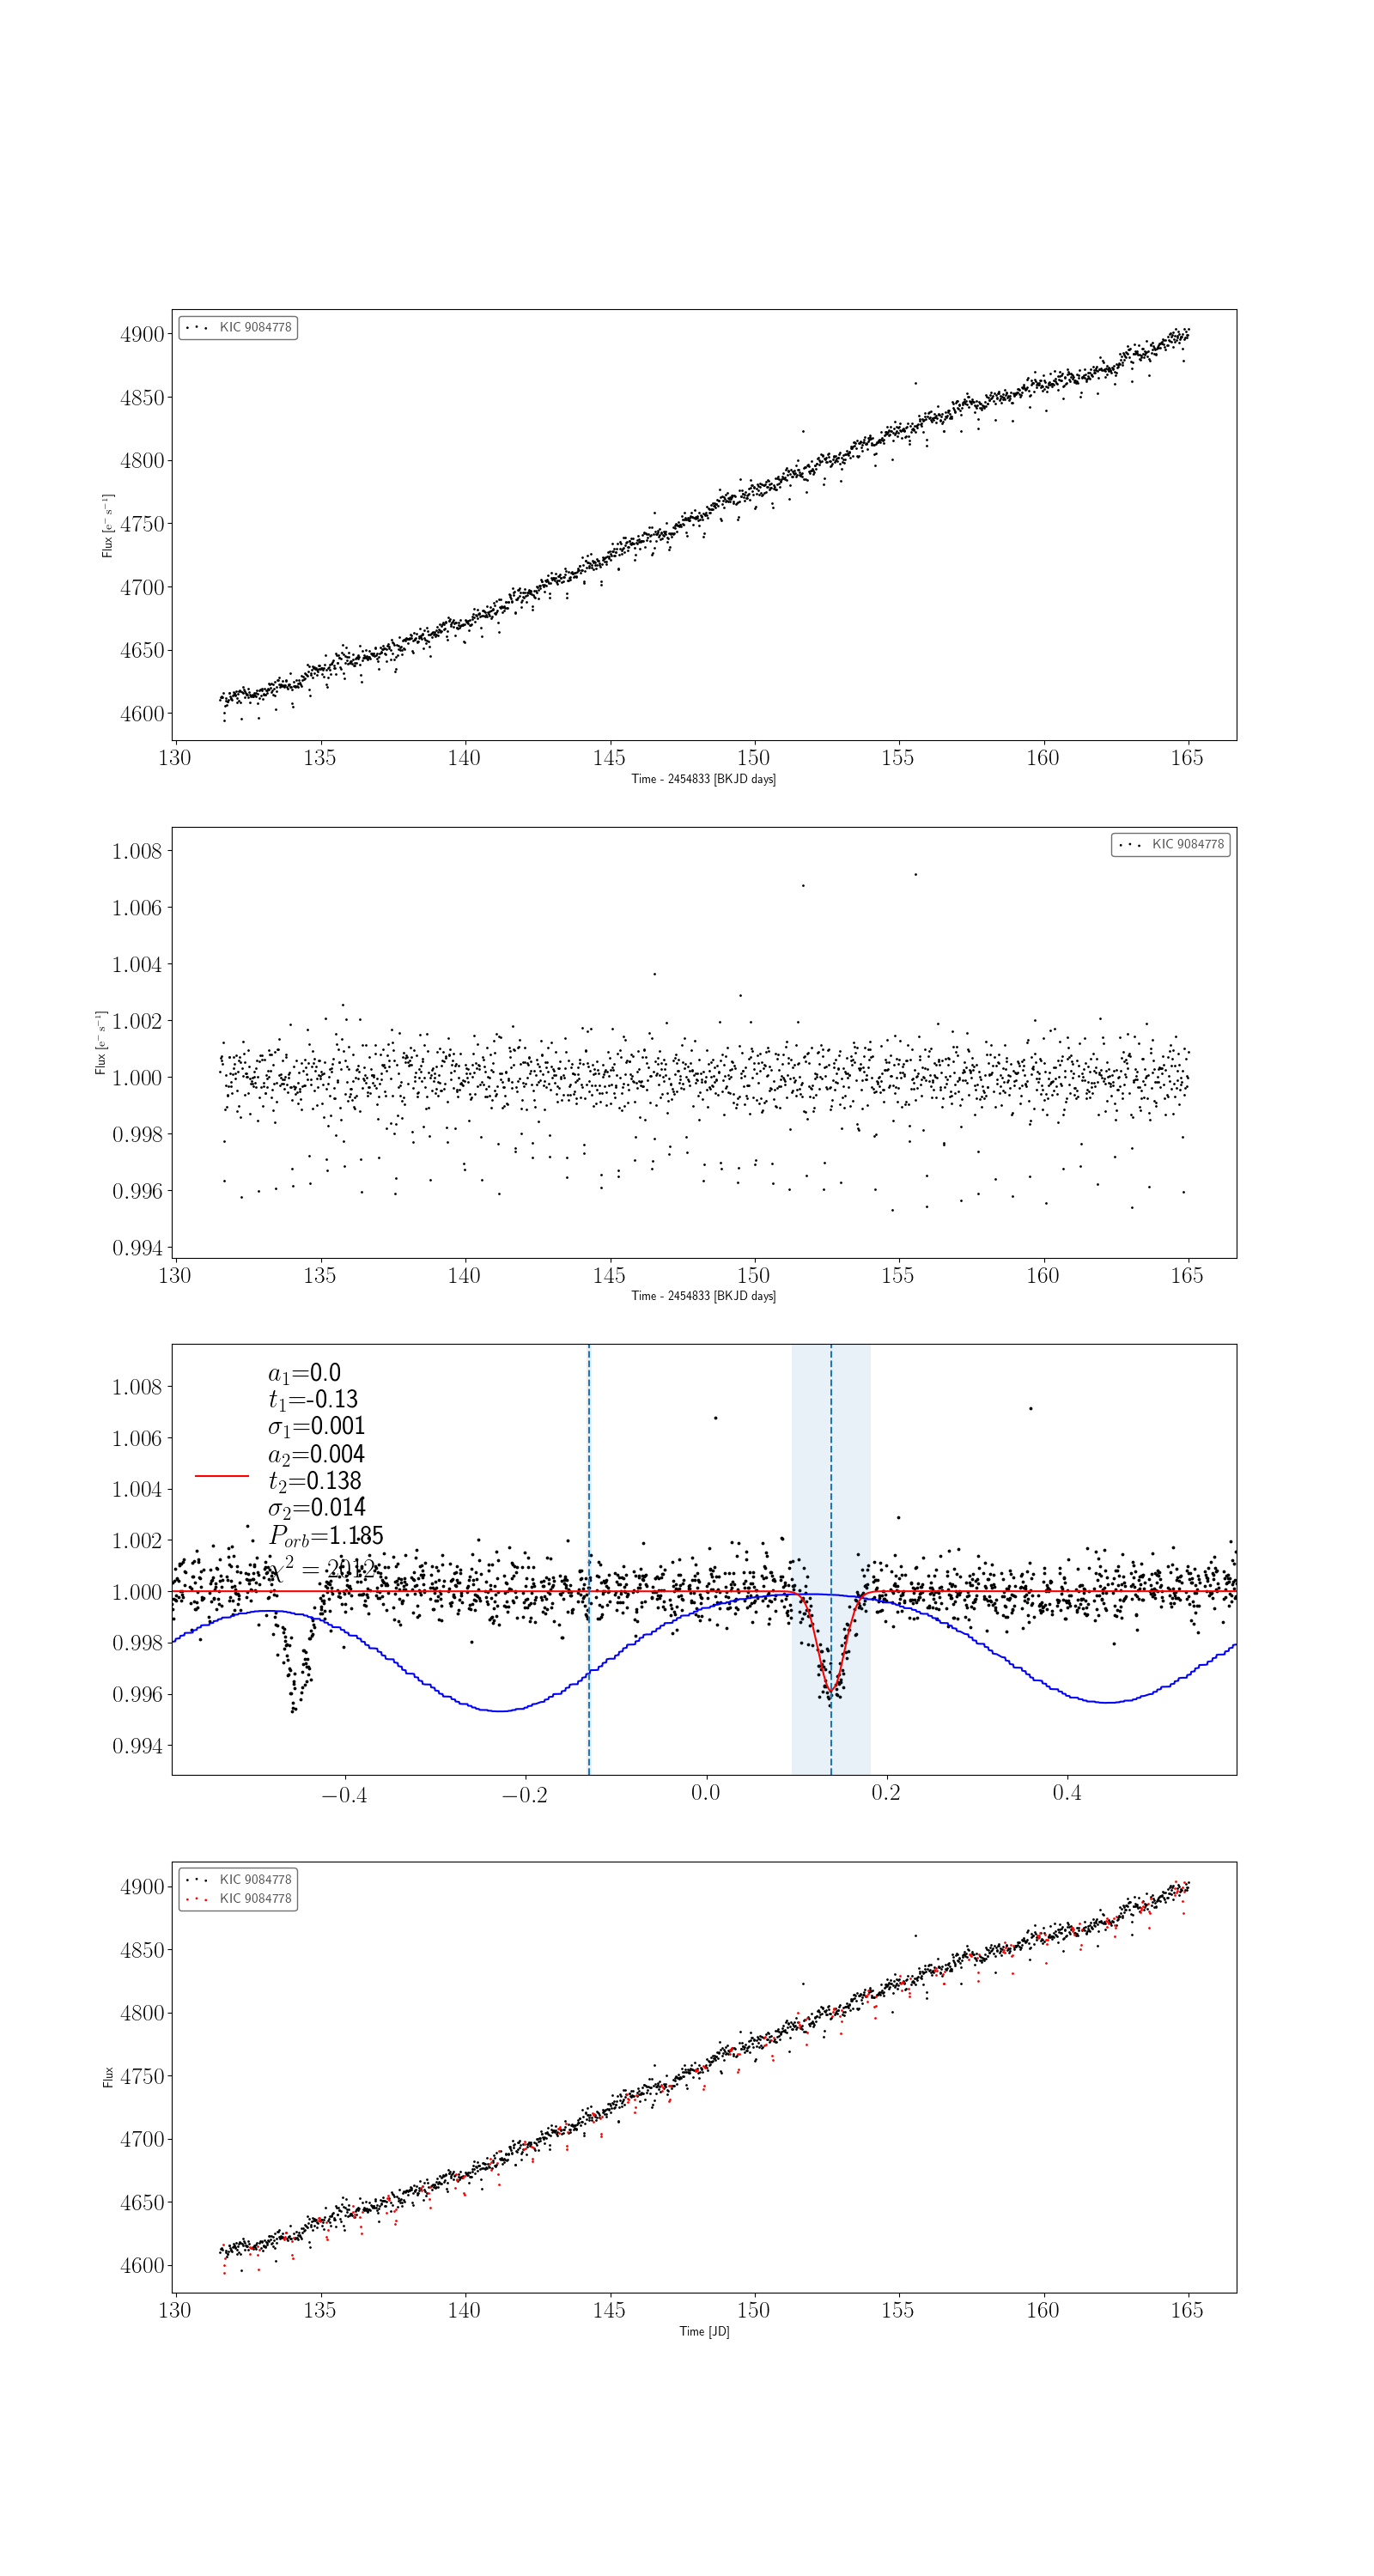 4900
4850
4800
4750
4700
4650
4600
KIC 9084778
Flux [e⁻ s⁻¹]
130 135 140 145 150 155 160 165
Time - 2454833 [BKJD days]
1.008
1.006
1.004
1.002
1.000
0.998
0.996
0.994
KIC 9084778
Flux [e⁻ s⁻¹]
130 135 140 145 150 155 160 165
Time - 2454833 [BKJD days]
1.008
1.006
1.004
1.002
1.000
0.998
0.996
0.994
a₁=0.0
t₁=-0.13
σ₁=0.001
a₂=0.004
t₂=0.138
σ₂=0.014
P_orb=1.185
χ² = 2012
−0.4 −0.2 0.0 0.2 0.4
4900
4850
4800
4750
4700
4650
4600
KIC 9084778
KIC 9084778
Flux
130 135 140 145 150 155 160 165
Time [JD]